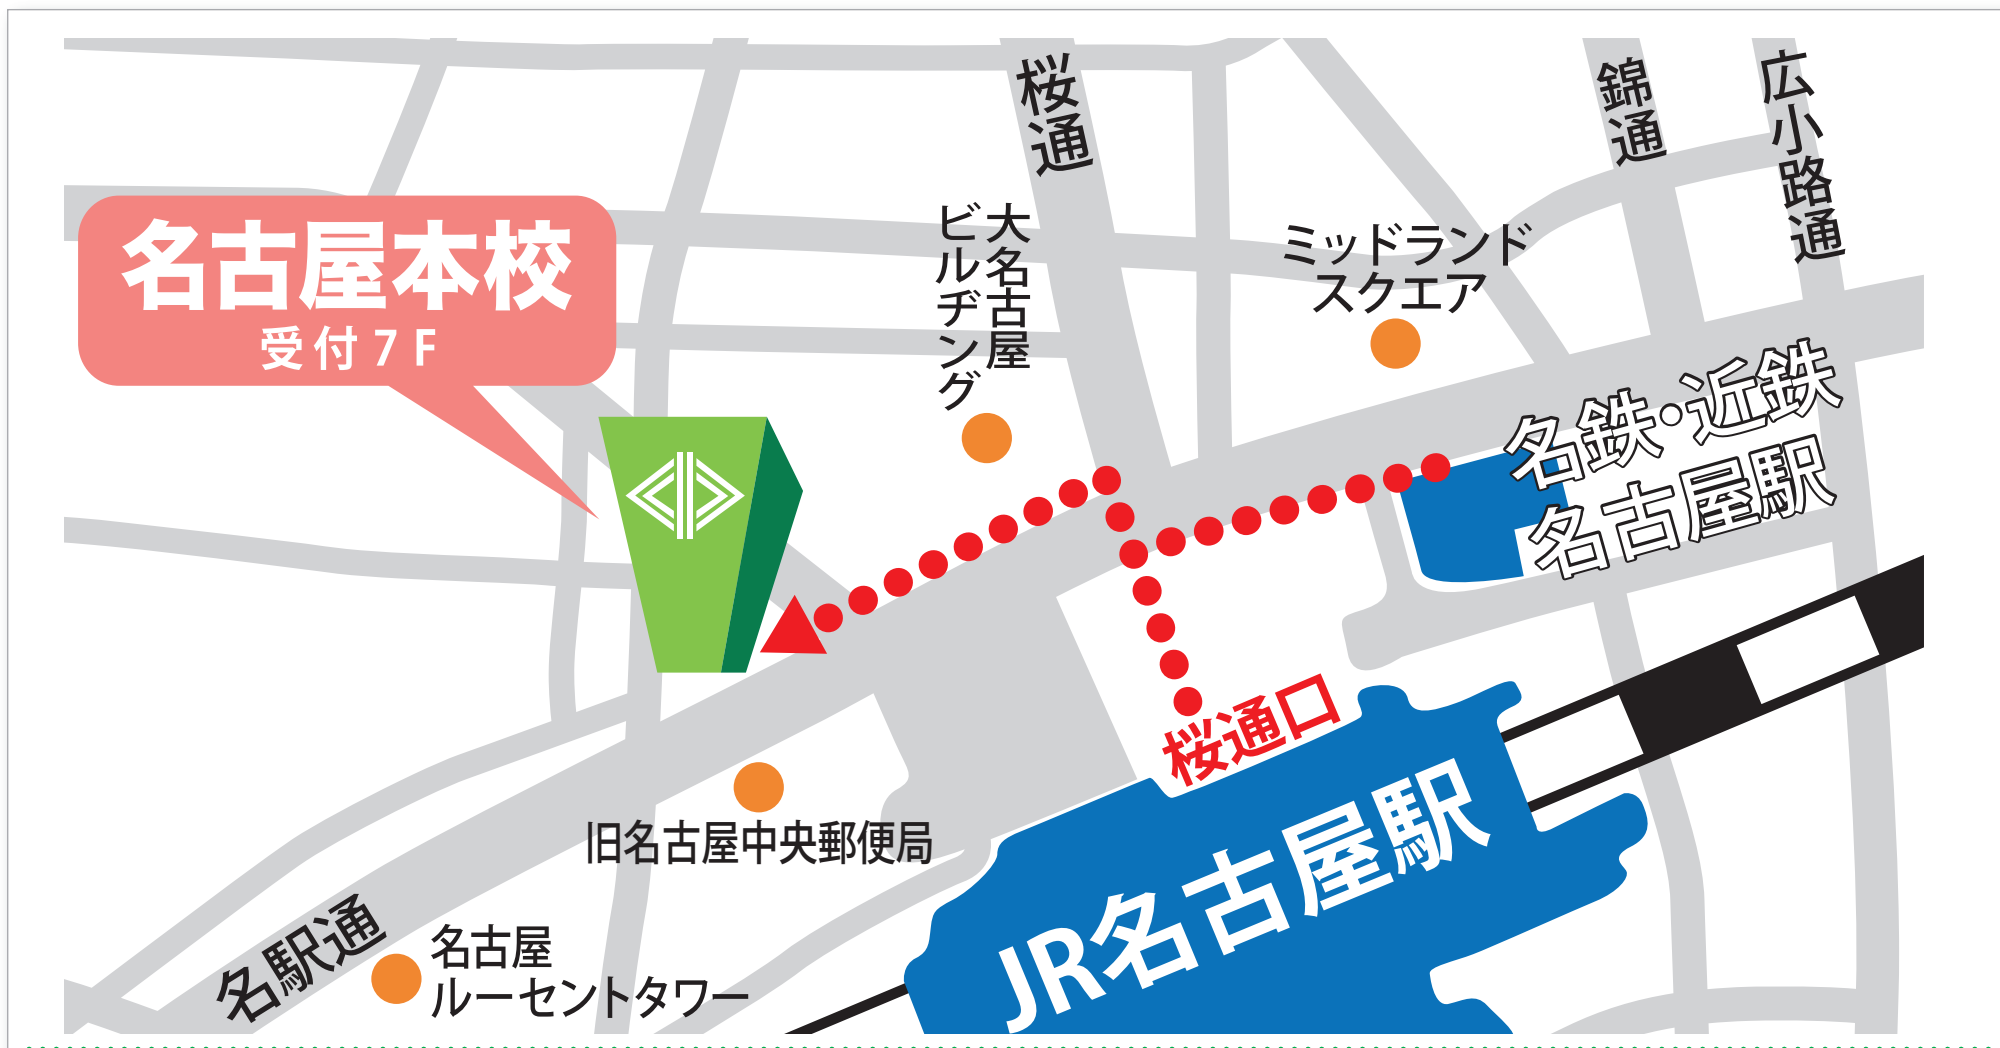 桜通
錦通
広小路通
名古屋本校
受付7F
大名古屋
ビルヂング
ミッドランド
スクエア
名鉄・近鉄
名古屋駅
桜通口
JR名古屋駅
旧名古屋中央郵便局
名駅通
名古屋
ルーセントタワー